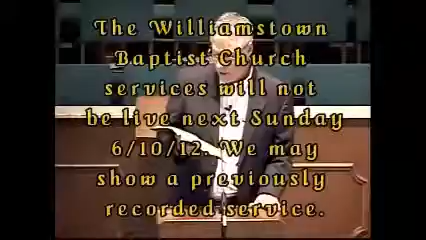 The Williamstown
Baptist Church
services will not
be live next Sunday
6/10/12. We may
show a previously
recorded service.